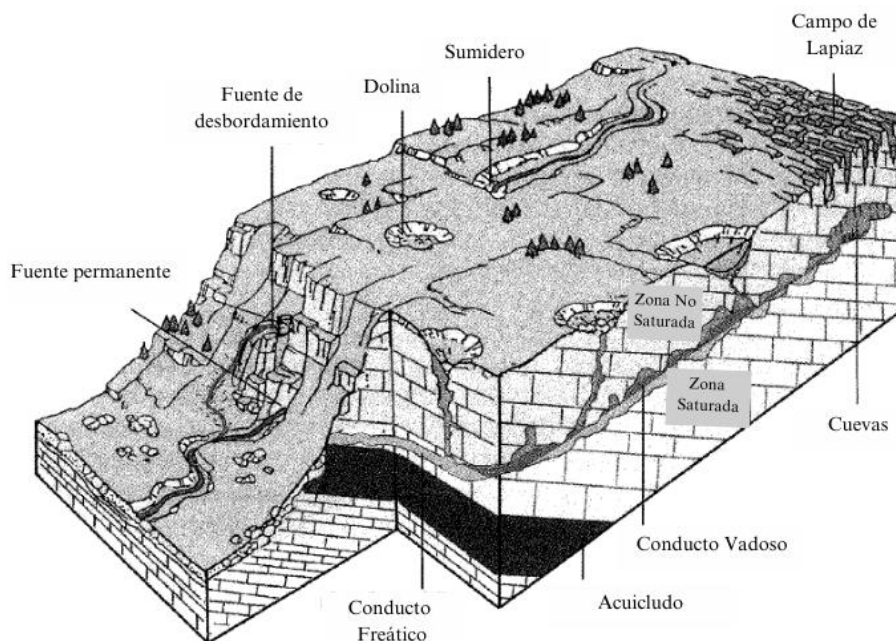 Campo de
Lapiaz
Sumidero
Dolina
Fuente de
desbordamiento
Fuente permanente
Zona No
Saturada
Zona
Saturada
Cuevas
Conducto Vadoso
Acuicludo
Conducto
Freático